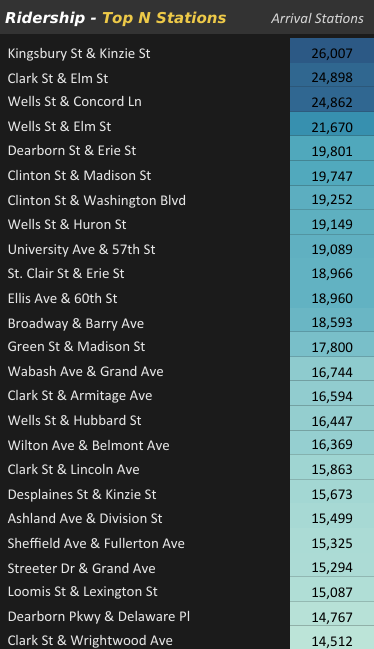 Ridership - Top N Stations Arrival Stations
Kingsbury St & Kinzie St 26,007
Clark St & Elm St 24,898
Wells St & Concord Ln 24,862
Wells St & Elm St 21,670
Dearborn St & Erie St 19,801
Clinton St & Madison St 19,747
Clinton St & Washington Blvd 19,252
Wells St & Huron St 19,149
University Ave & 57th St 19,089
St. Clair St & Erie St 18,966
Ellis Ave & 60th St 18,960
Broadway & Barry Ave 18,593
Green St & Madison St 17,800
Wabash Ave & Grand Ave 16,744
Clark St & Armitage Ave 16,594
Wells St & Hubbard St 16,447
Wilton Ave & Belmont Ave 16,369
Clark St & Lincoln Ave 15,863
Desplaines St & Kinzie St 15,673
Ashland Ave & Division St 15,499
Sheffield Ave & Fullerton Ave 15,325
Streeter Dr & Grand Ave 15,294
Loomis St & Lexington St 15,087
Dearborn Pkwy & Delaware Pl 14,767
Clark St & Wrightwood Ave 14,512